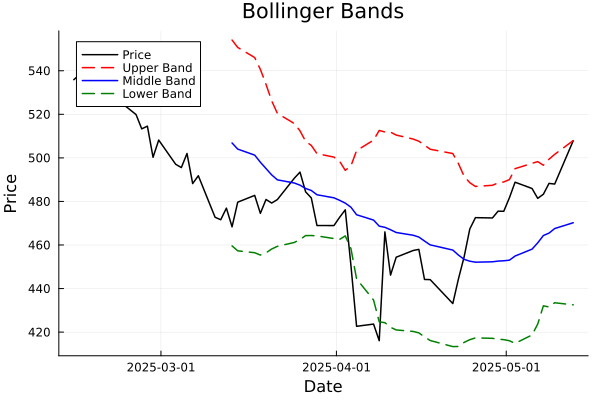 Bollinger Bands
Price
Upper Band
Middle Band
Lower Band
540
520
500
480
460
440
420
Price
2025-03-01
2025-04-01
2025-05-01
Date